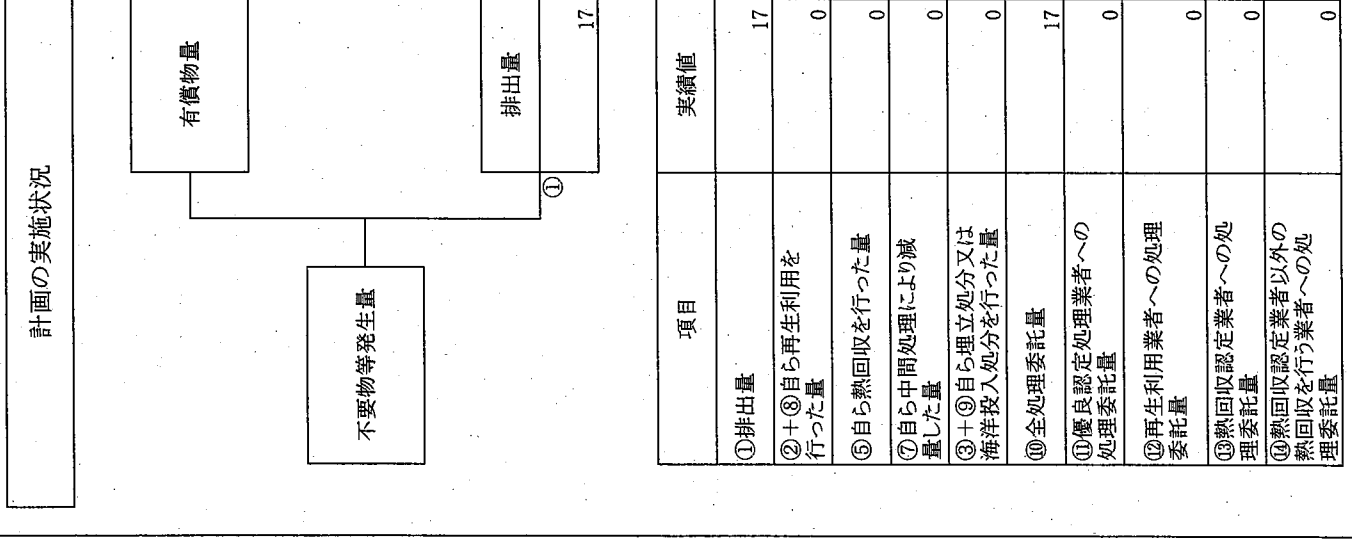 計画の実施状況
有償物量
不要物等発生量
排出量
①
17
項目
実績値
①排出量
17
②+⑧自ら再生利用を
行った量
0
⑤自ら熱回収を行った量
0
⑦自ら中間処理により減
量した量
0
③+⑨自ら埋立処分又は
海洋投入処分を行った量
0
⑩全処理委託量
17
⑪優良認定処理業者への
処理委託量
0
⑫再生利用業者への処理
委託量
0
⑬熱回収認定業者への処
理委託量
0
⑭熱回収認定業者以外の
熱回収を行う業者への処
理委託量
0